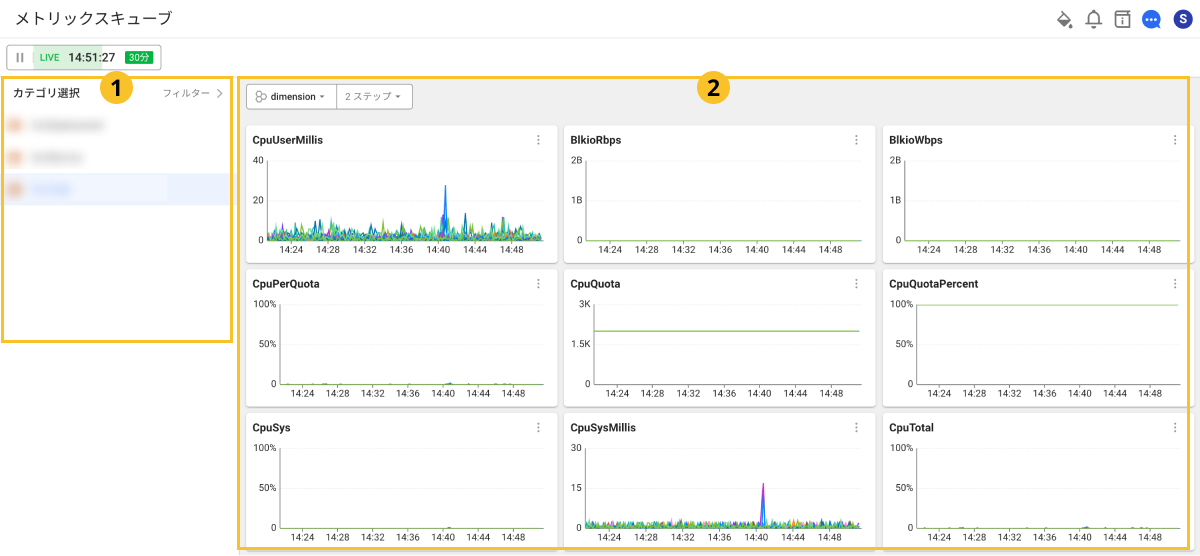 メトリックスキューブ
S
LIVE 14:51:27 30分
カテゴリ選択 フィルター
1
2
dimension 2 ステップ
CpuUserMillis
40
20
0
14:24 14:28 14:32 14:36 14:40 14:44 14:48
BlkioRbps
2B
1B
0
14:24 14:28 14:32 14:36 14:40 14:44 14:48
BlkioWbps
2B
1B
0
14:24 14:28 14:32 14:36 14:40 14:44 14:48
CpuPerQuota
100%
50%
0
14:24 14:28 14:32 14:36 14:40 14:44 14:48
CpuQuota
3K
1.5K
0
14:24 14:28 14:32 14:36 14:40 14:44 14:48
CpuQuotaPercent
100%
50%
0
14:24 14:28 14:32 14:36 14:40 14:44 14:48
CpuSys
100%
50%
0
14:24 14:28 14:32 14:36 14:40 14:44 14:48
CpuSysMillis
30
15
0
14:24 14:28 14:32 14:36 14:40 14:44 14:48
CpuTotal
100%
50%
0
14:24 14:28 14:32 14:36 14:40 14:44 14:48